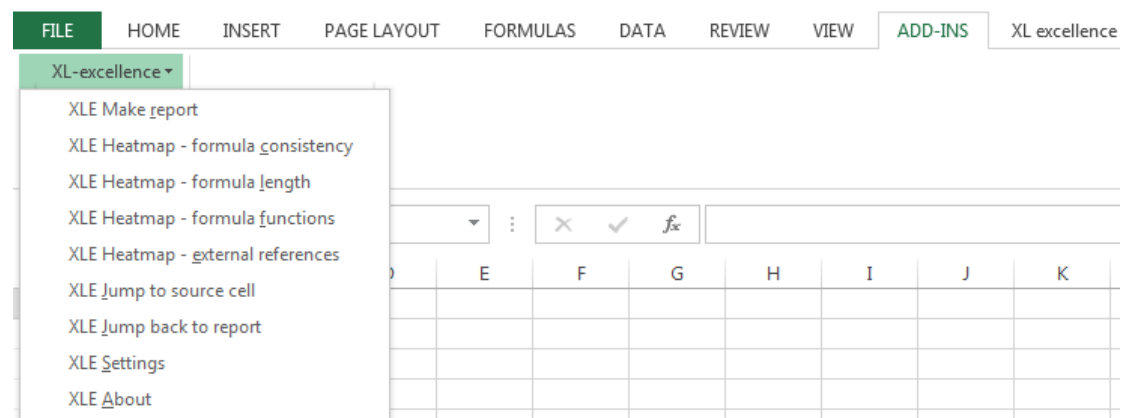 FILE HOME INSERT PAGE LAYOUT FORMULAS DATA REVIEW VIEW ADD-INS XL excellence
XL-excellence
XLE Make report
XLE Heatmap - formula consistency
XLE Heatmap - formula length
XLE Heatmap - formula functions
fx
XLE Heatmap - external references
E F G H I J K
XLE Jump to source cell
XLE Jump back to report
XLE Settings
XLE About